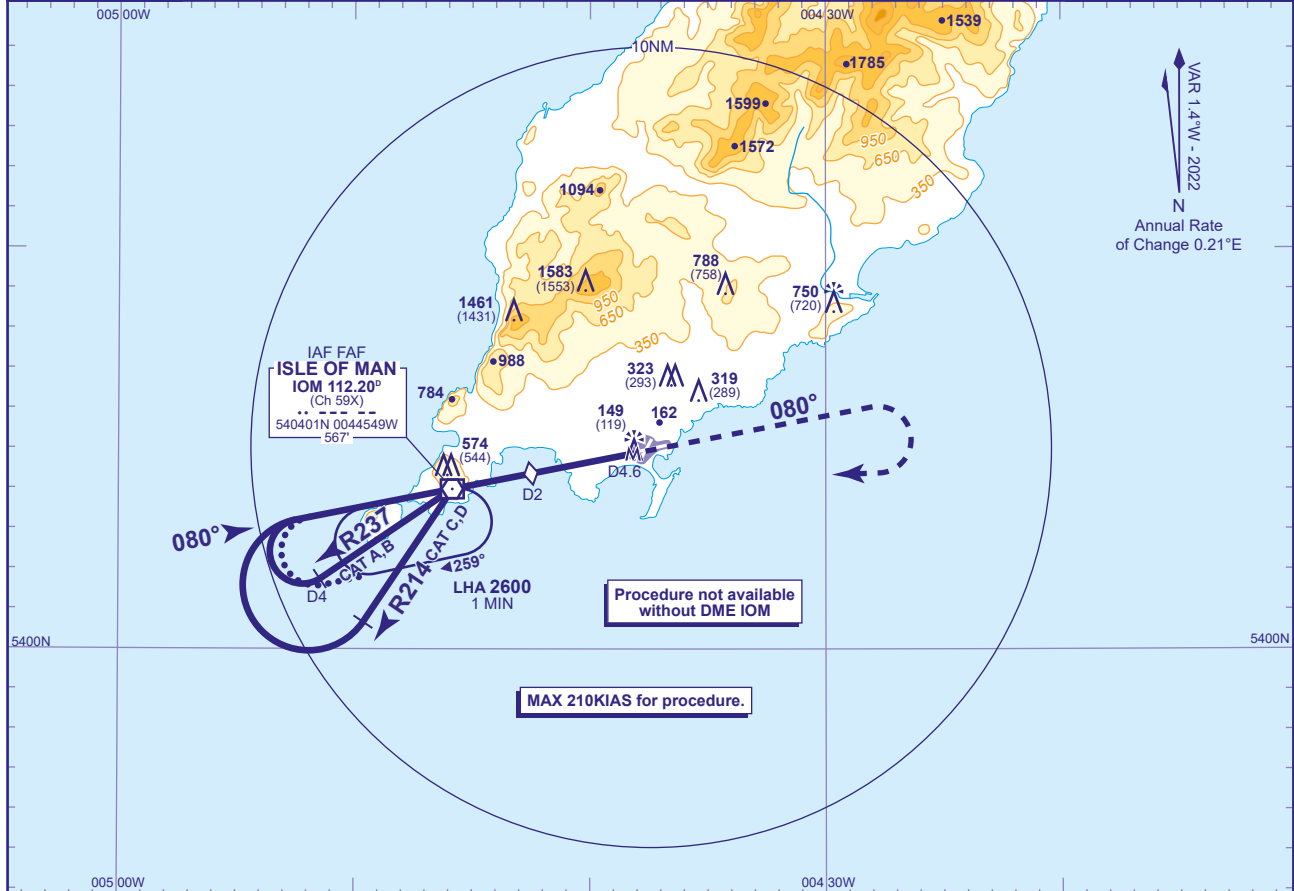 005 00W
004 30W
1539
10NM
1785
1599
1572
950
650
350
VAR 1.4°W - 2022
N
Annual Rate
of Change 0.21°E
1094
1583
(1553)
788
(758)
750
(720)
1461
(1431)
950
650
350
988
IAF FAF
ISLE OF MAN
IOM 112.20ᴰ
(Ch 59X)
540401N 0044549W
567'
784
323
(293)
319
(289)
149
(119)
162
080°
574
(544)
D4.6
D2
080°
R237
CAT A,B
R214
CAT C,D
259°
D4
LHA 2600
1 MIN
Procedure not available
without DME IOM
5400N
5400N
MAX 210KIAS for procedure.
005 00W
004 30W